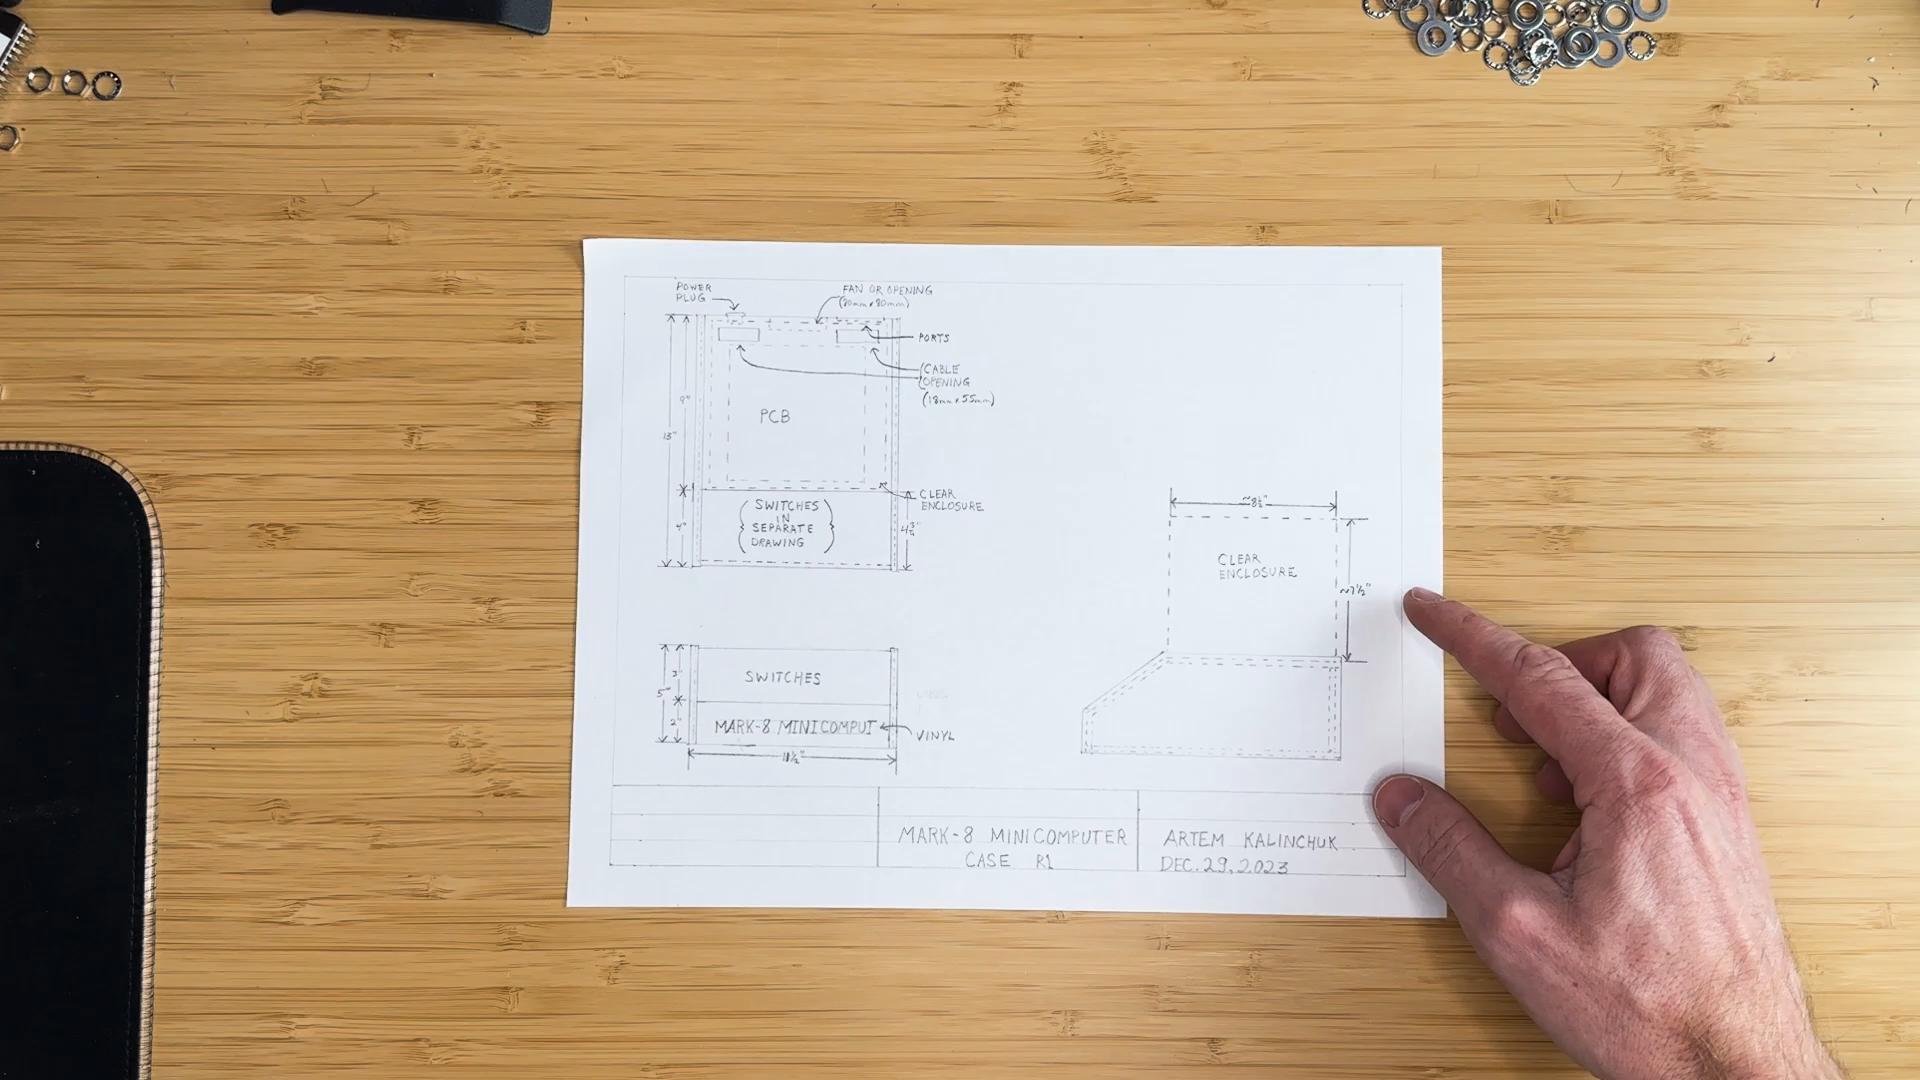 POWER
PLUG
FAN OR OPENING
(80mm x 80mm)
PORTS
{CABLE
OPENING
(18mm x 55mm)
9"
13"
PCB
CLEAR
ENCLOSURE
SWITCHES
IN
SEPARATE
DRAWING
4"
4¾"
~8½"
CLEAR
ENCLOSURE
~7½"
SWITCHES
3"
5"
2"
MARK-8 MINICOMPUT
VINYL
11½"
MARK-8 MINICOMPUTER
CASE R1
ARTEM KALINCHUK
DEC.29,2023